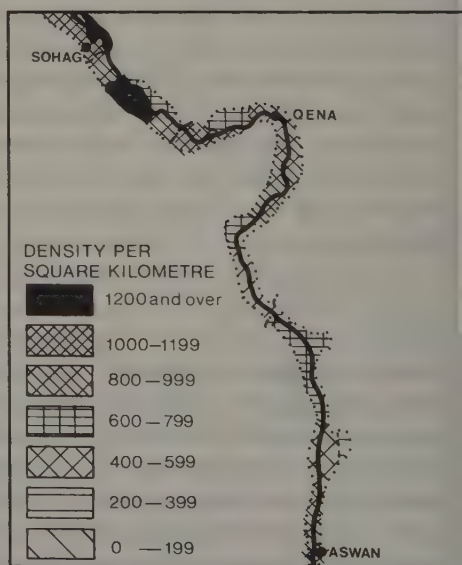 SOHAG
QENA
DENSITY PER
SQUARE KILOMETRE
1200 and over
1000–1199
800–999
600–799
400–599
200–399
0 –199
ASWAN